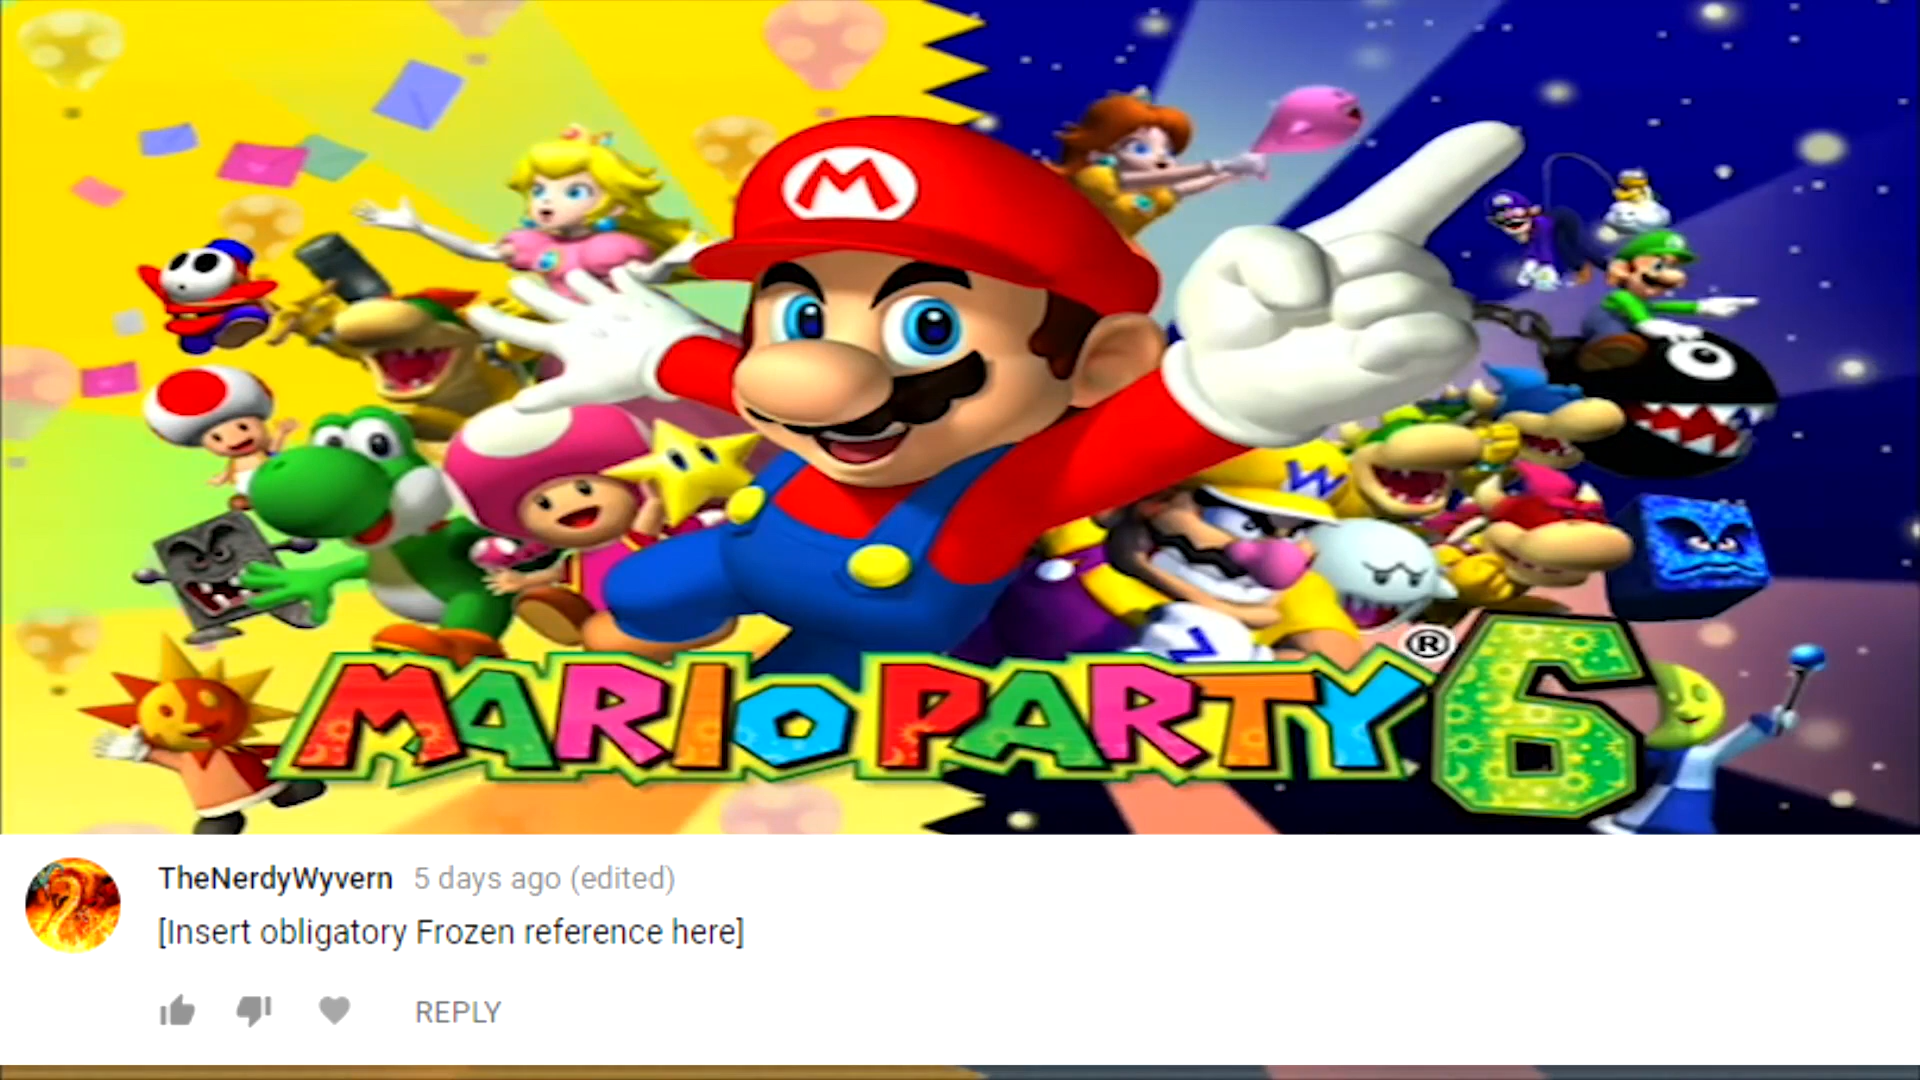 M
W
MARIO PARTY 6
®
TheNerdyWyvern 5 days ago (edited)
[Insert obligatory Frozen reference here]
REPLY